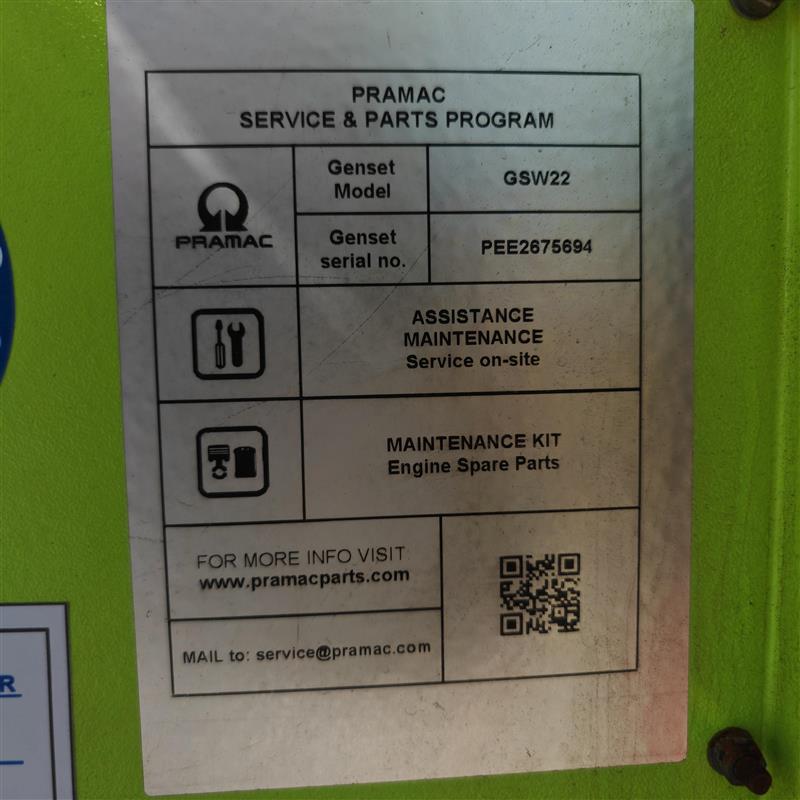 PRAMAC
SERVICE & PARTS PROGRAM
PRAMAC
Genset
Model
GSW22
Genset
serial no.
PEE2675694
ASSISTANCE
MAINTENANCE
Service on-site
MAINTENANCE KIT
Engine Spare Parts
FOR MORE INFO VISIT
www.pramacparts.com
MAIL to: service@pramac.com
R